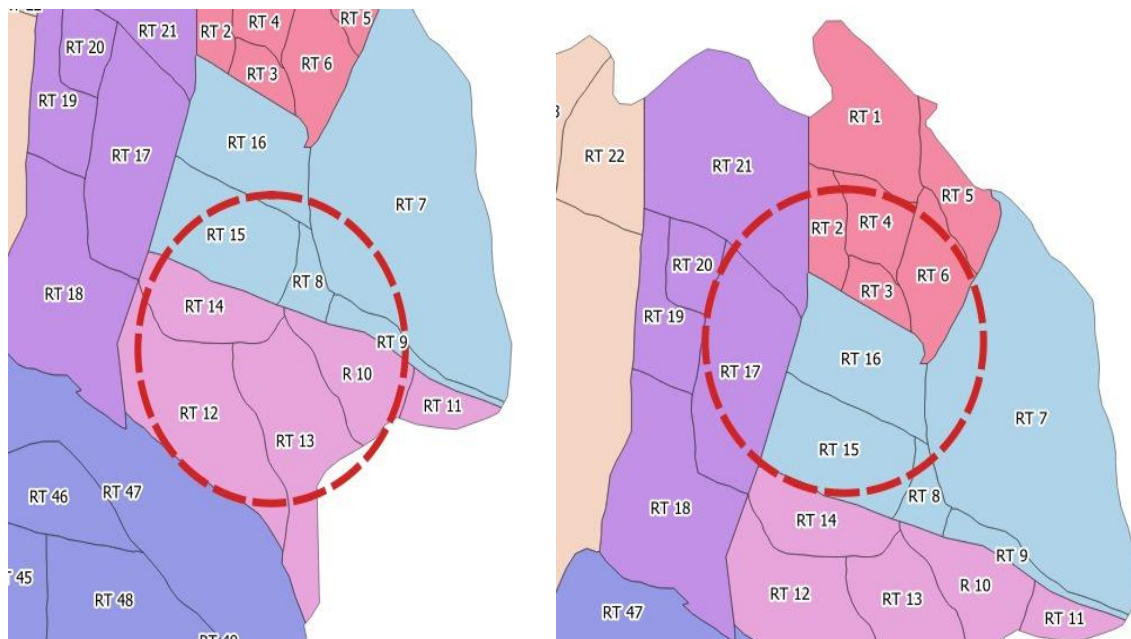 RT 21
RT 2
RT 4
RT 5
RT 20
RT 3
RT 6
RT 19
RT 17
RT 16
RT 7
RT 15
RT 18
RT 8
RT 14
RT 9
R 10
RT 12
RT 11
RT 13
RT 46
RT 47
RT 48
RT 1
RT 22
RT 21
RT 5
RT 2
RT 4
RT 20
RT 6
RT 3
RT 19
RT 16
RT 17
RT 7
RT 15
RT 8
RT 18
RT 14
RT 9
R 10
RT 12
RT 13
RT 47
RT 11